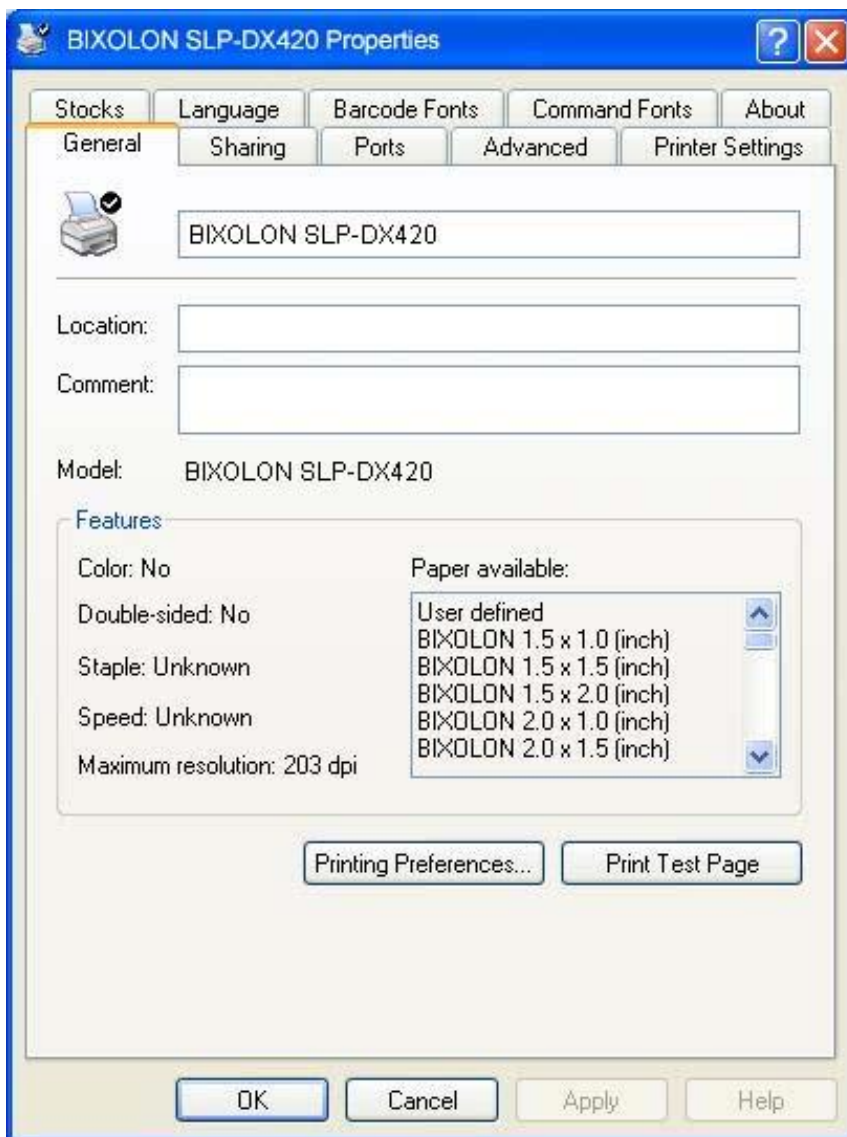 BIXOLON SLP-DX420 Properties
Stocks Language Barcode Fonts Command Fonts About
General Sharing Ports Advanced Printer Settings
BIXOLON SLP-DX420
Location:
Comment:
Model: BIXOLON SLP-DX420
Features
Color: No
Double-sided: No
Staple: Unknown
Speed: Unknown
Maximum resolution: 203 dpi
Paper available:
User defined
BIXOLON 1.5 x 1.0 (inch)
BIXOLON 1.5 x 1.5 (inch)
BIXOLON 1.5 x 2.0 (inch)
BIXOLON 2.0 x 1.0 (inch)
BIXOLON 2.0 x 1.5 (inch)
Printing Preferences... Print Test Page
OK Cancel Apply Help